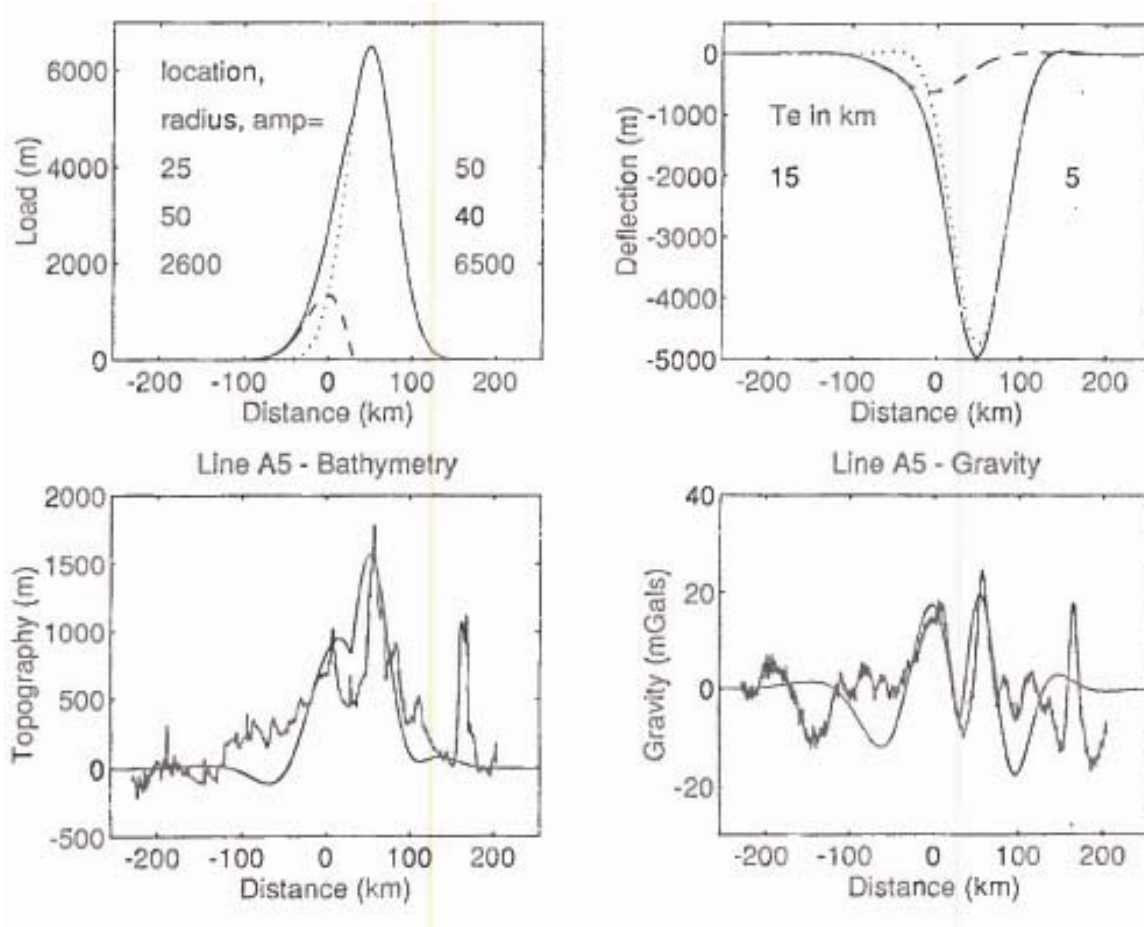 6000
4000
2000
0
Load (m)
location,
radius, amp=
25 50
50 40
2600 6500
-200 -100 0 100 200
Distance (km)
0
-1000
-2000
-3000
-4000
-5000
Deflection (m)
Te in km
15 5
-200 -100 0 100 200
Distance (km)
Line A5 - Bathymetry
2000
1500
1000
500
0
-500
Topography (m)
-200 -100 0 100 200
Distance (km)
Line A5 - Gravity
40
20
0
-20
Gravity (mGals)
-200 -100 0 100 200
Distance (km)